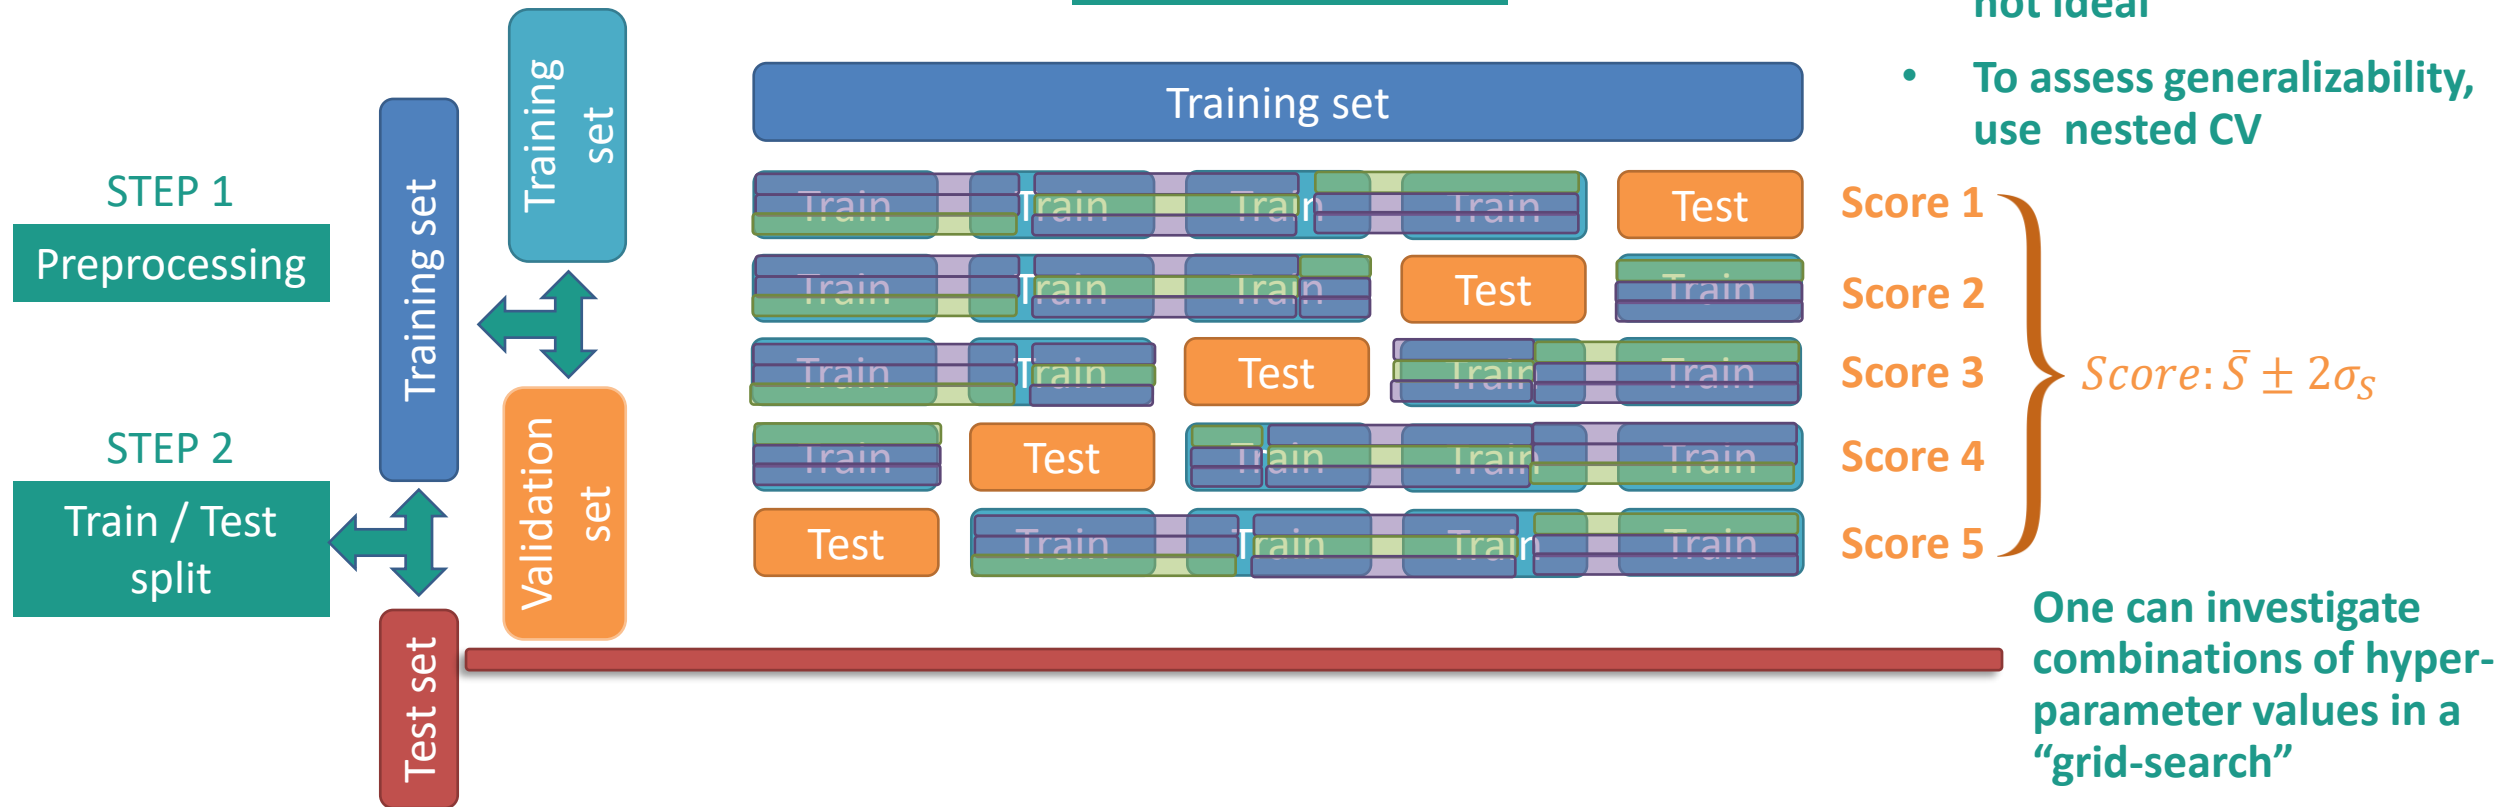 not ideal
• To assess generalizability,
use nested CV
STEP 1
Preprocessing
STEP 2
Train / Test
split
Training set
Test set
Training
set
Validation
set
Training set
Train Train Train Train Test Score 1
Train Train Train Test Train Score 2
Train Train Test Train Train Score 3
Train Test Train Train Train Score 4
Test Train Train Train Train Score 5
Score: S̄ ± 2σ_S
One can investigate
combinations of hyper-
parameter values in a
“grid-search”